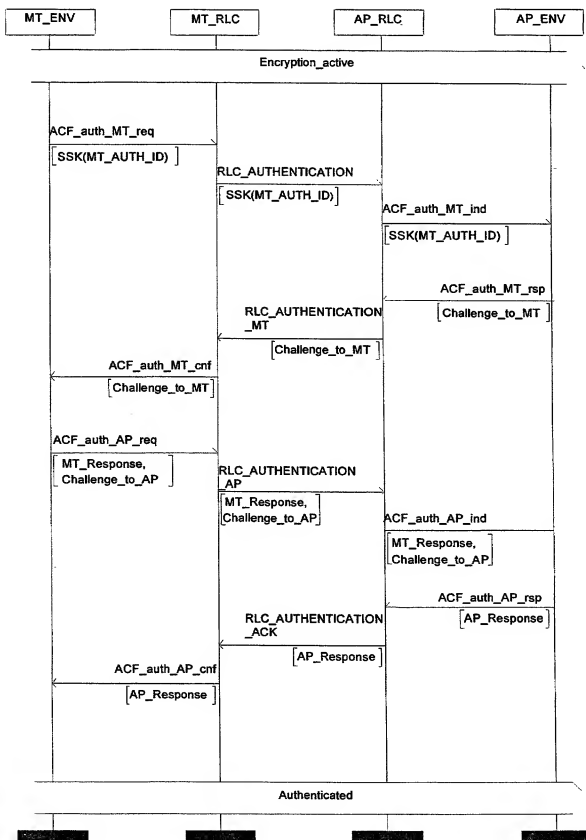 MT_ENV MT_RLC AP_RLC AP_ENV
Encryption_active
ACF_auth_MT_req
SSK(MT_AUTH_ID)
RLC_AUTHENTICATION
SSK(MT_AUTH_ID)
ACF_auth_MT_ind
SSK(MT_AUTH_ID)
ACF_auth_MT_rsp
Challenge_to_MT
RLC_AUTHENTICATION
_MT
Challenge_to_MT
ACF_auth_MT_cnf
Challenge_to_MT
ACF_auth_AP_req
MT_Response,
Challenge_to_AP
RLC_AUTHENTICATION
_AP
MT_Response,
Challenge_to_AP
ACF_auth_AP_ind
MT_Response,
Challenge_to_AP
ACF_auth_AP_rsp
AP_Response
RLC_AUTHENTICATION
_ACK
AP_Response
ACF_auth_AP_cnf
AP_Response
Authenticated